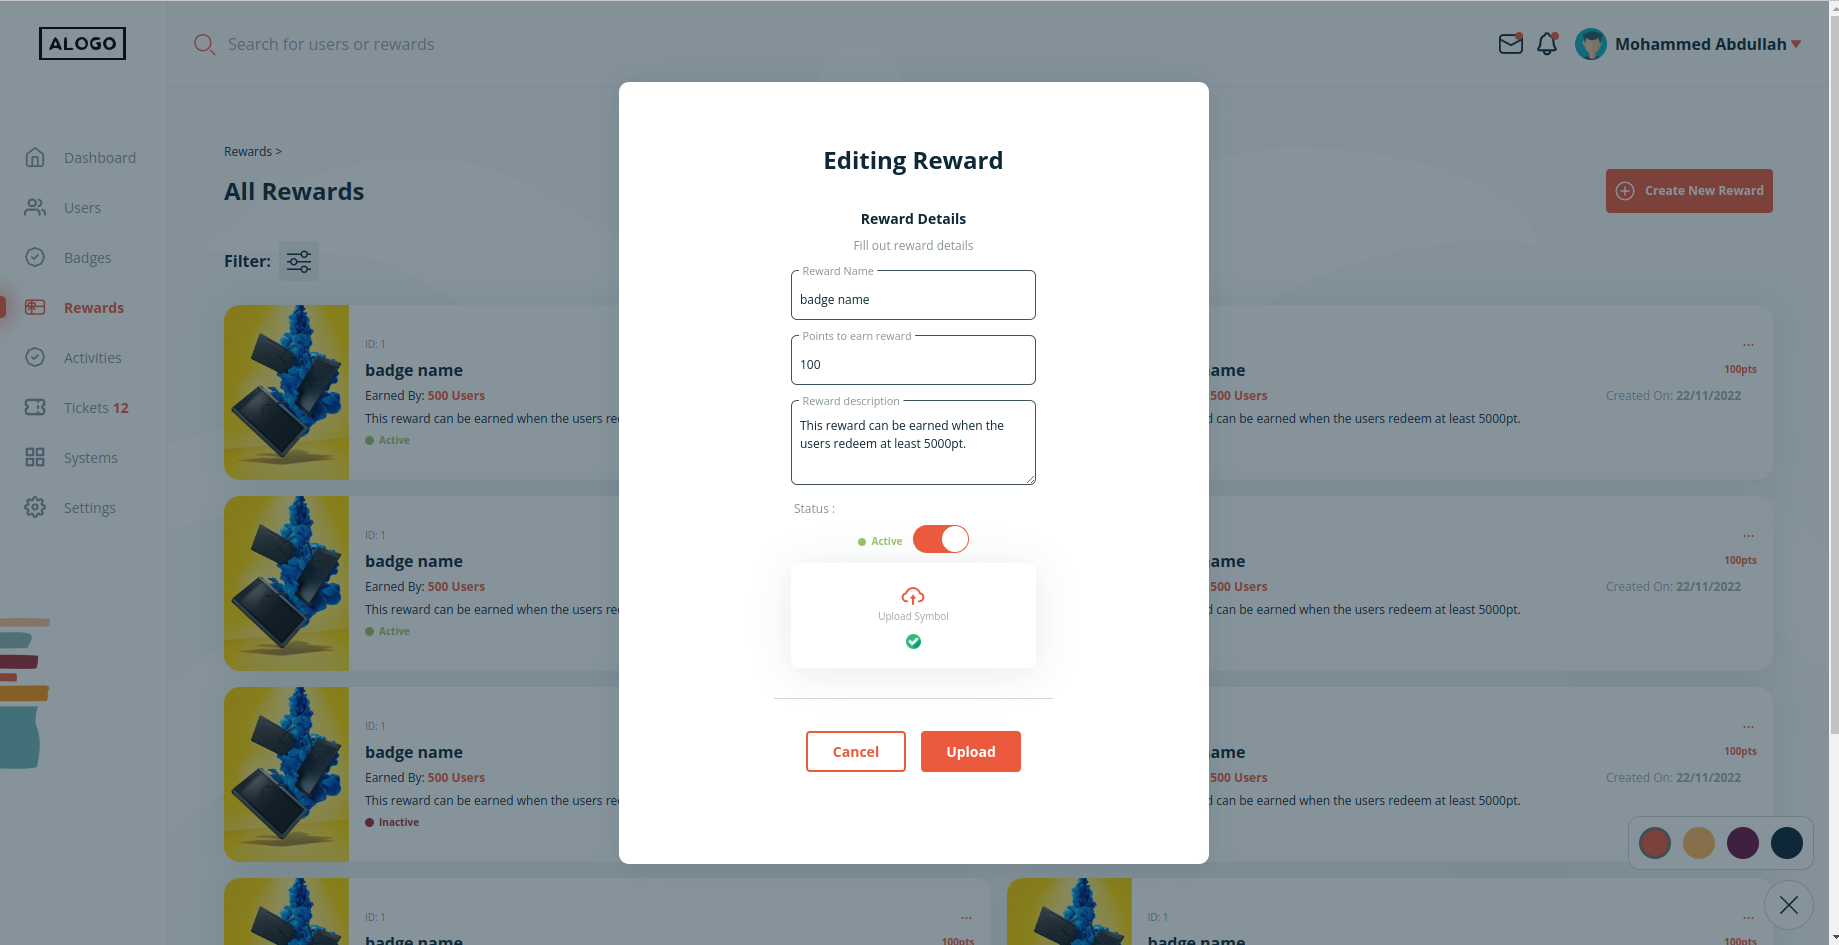 ALOGO
Search for users or rewards
Mohammed Abdullah
Dashboard
Users
Badges
Rewards
Activities
Tickets 12
Systems
Settings
Rewards >
All Rewards
Create New Reward
Filter:
ID: 1
badge name
Earned By: 500 Users
This reward can be earned when the users re
Active
...
ame
100pts
500 Users
Created On: 22/11/2022
d can be earned when the users redeem at least 5000pt.
ID: 1
badge name
Earned By: 500 Users
This reward can be earned when the users re
Active
...
ame
100pts
500 Users
Created On: 22/11/2022
d can be earned when the users redeem at least 5000pt.
ID: 1
badge name
Earned By: 500 Users
This reward can be earned when the users re
Inactive
...
ame
100pts
500 Users
Created On: 22/11/2022
d can be earned when the users redeem at least 5000pt.
ID: 1
...
badge name
100pts
ID: 1
...
badge name
100pts
Editing Reward
Reward Details
Fill out reward details
Reward Name
badge name
Points to earn reward
100
Reward description
This reward can be earned when the
users redeem at least 5000pt.
Status :
Active
Upload Symbol
Cancel
Upload